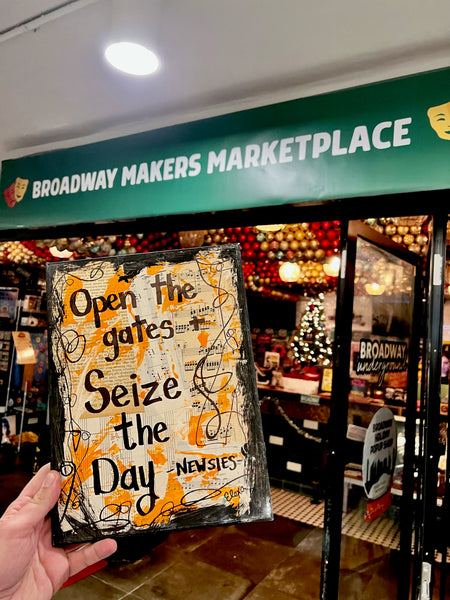 BROADWAY MAKERS MARKETPLACE
Open the
gates +
Seize
the
Day
-NEWSIES-
BROADWAY
underground